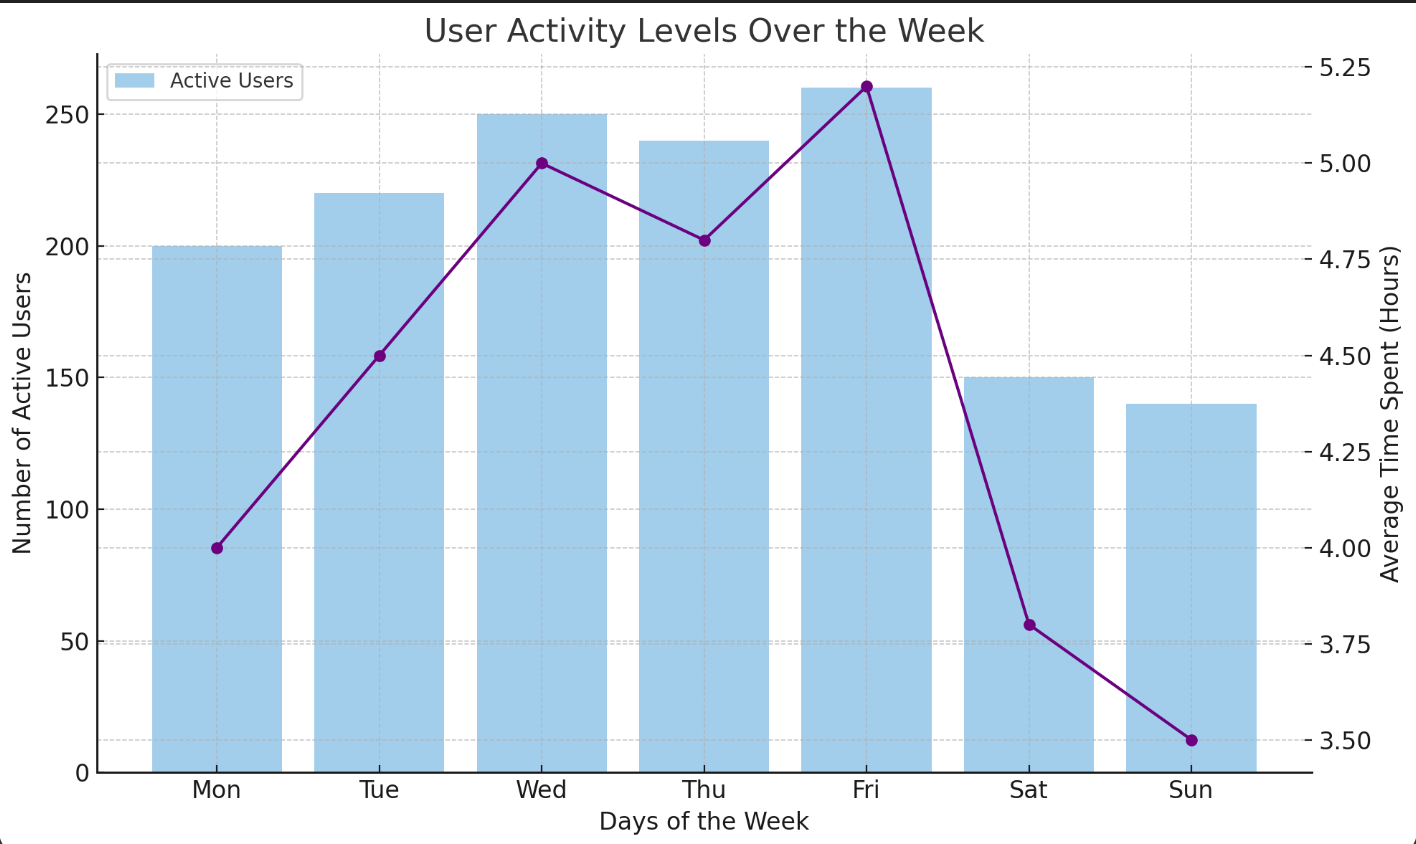 User Activity Levels Over the Week
Active Users
250
200
150
100
50
0
Number of Active Users
5.25
5.00
4.75
4.50
4.25
4.00
3.75
3.50
Average Time Spent (Hours)
Mon Tue Wed Thu Fri Sat Sun
Days of the Week